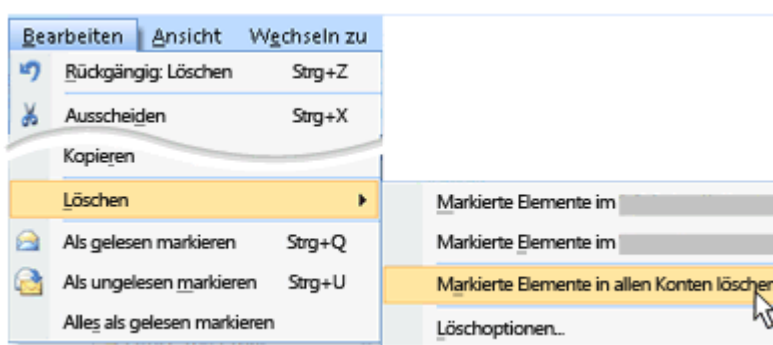 Bearbeiten Ansicht Wechseln zu
Rückgängig: Löschen Strg+Z
Ausscheiden Strg+X
Kopieren
Löschen
Markierte Elemente im
Als gelesen markieren Strg+Q
Markierte Elemente im
Als ungelesen markieren Strg+U
Markierte Elemente in allen Konten löschen
Alles als gelesen markieren
Löschoptionen...